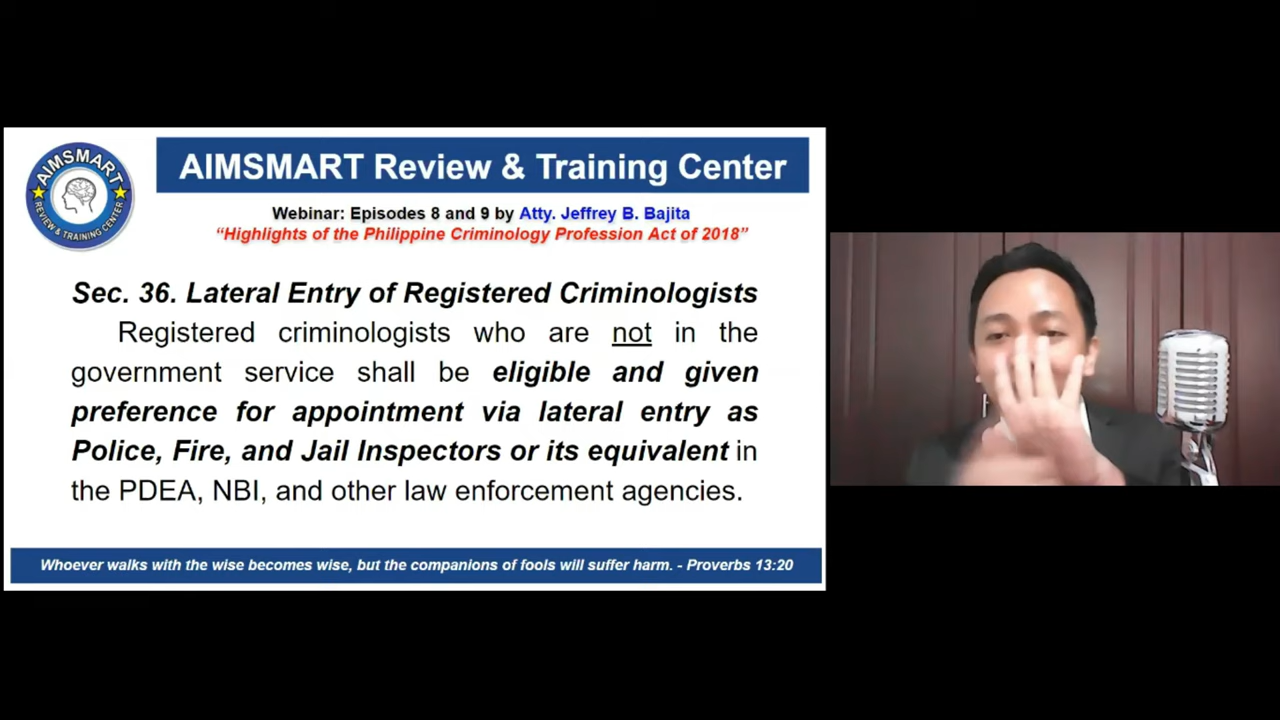 AIMSMART
REVIEW & TRAINING CENTER
AIMSMART Review & Training Center
Webinar: Episodes 8 and 9 by Atty. Jeffrey B. Bajita
“Highlights of the Philippine Criminology Profession Act of 2018”
Sec. 36. Lateral Entry of Registered Criminologists
Registered criminologists who are not in the
government service shall be eligible and given
preference for appointment via lateral entry as
Police, Fire, and Jail Inspectors or its equivalent in
the PDEA, NBI, and other law enforcement agencies.
Whoever walks with the wise becomes wise, but the companions of fools will suffer harm. - Proverbs 13:20